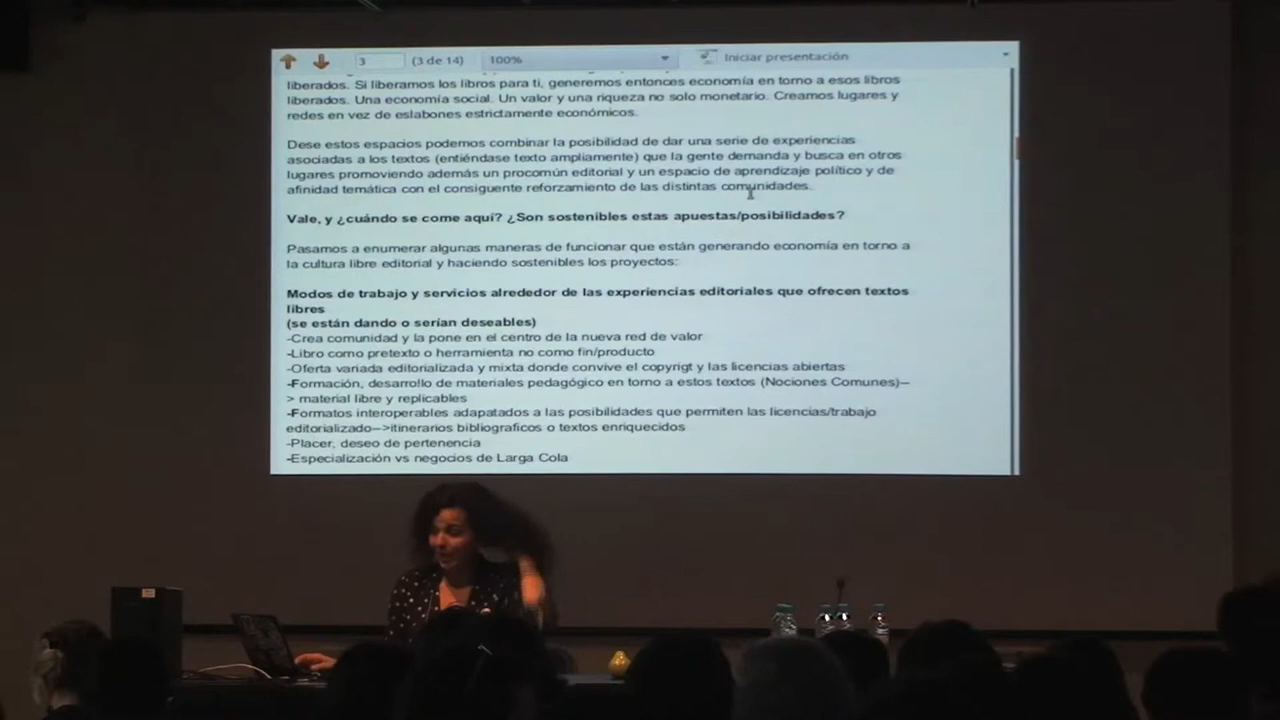 3 (3 de 14) 100% Iniciar presentación
liberados. Si liberamos los libros para ti, generemos entonces economía en torno a esos libros
liberados. Una economía social. Un valor y una riqueza no solo monetario. Creamos lugares y
redes en vez de eslabones estrictamente económicos.
Dese estos espacios podemos combinar la posibilidad de dar una serie de experiencias
asociadas a los textos (entiéndase texto ampliamente) que la gente demanda y busca en otros
lugares promoviendo además un procomún editorial y un espacio de aprendizaje político y de
afinidad temática con el consiguente reforzamiento de las distintas comunidades.
Vale, y ¿cuándo se come aquí? ¿Son sostenibles estas apuestas/posibilidades?
Pasamos a enumerar algunas maneras de funcionar que están generando economía en torno a
la cultura libre editorial y haciendo sostenibles los proyectos:
Modos de trabajo y servicios alrededor de las experiencias editoriales que ofrecen textos
libres
(se están dando o serían deseables)
-Crea comunidad y la pone en el centro de la nueva red de valor
-Libro como pretexto o herramienta no como fin/producto
-Oferta variada editorializada y mixta donde convive el copyrigt y las licencias abiertas
-Formación, desarrollo de materiales pedagógico en torno a estos textos (Nociones Comunes)--
> material libre y replicables
-Formatos interoperables adapatados a las posibilidades que permiten las licencias/trabajo
editorializado-->itinerarios bibliograficos o textos enriquecidos
-Placer, deseo de pertenencia
-Especialización vs negocios de Larga Cola